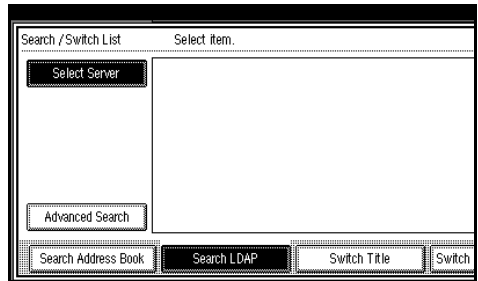 Search / Switch List Select item.
Select Server
Advanced Search
Search Address Book Search LDAP Switch Title Switch